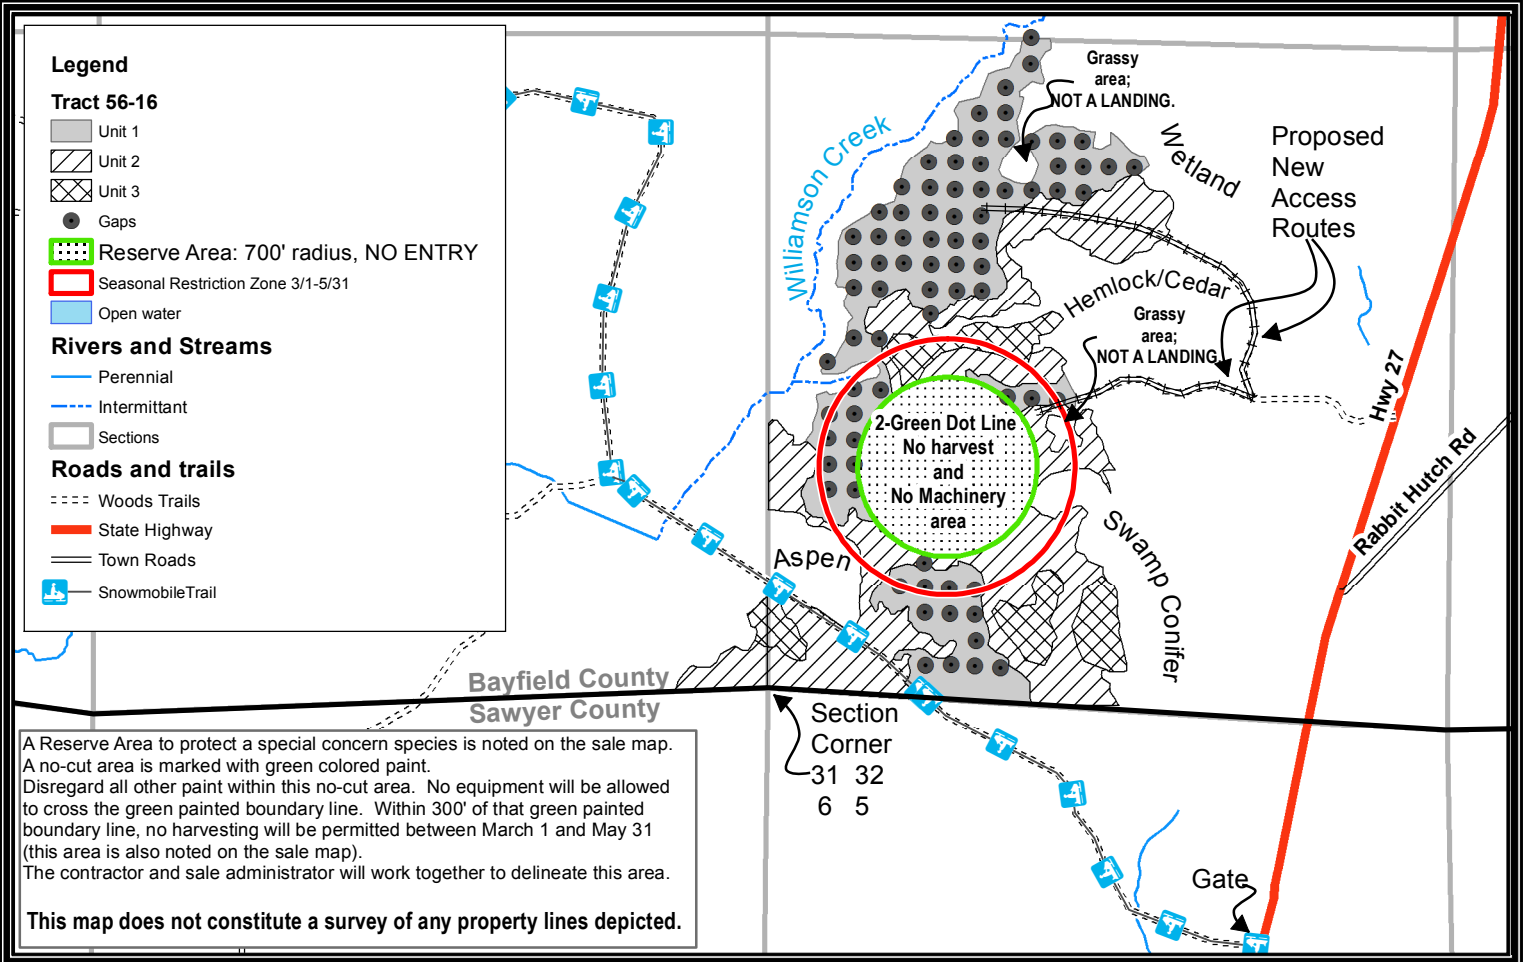 Legend
Tract 56-16
Unit 1
Unit 2
Unit 3
Gaps
Reserve Area: 700' radius, NO ENTRY
Seasonal Restriction Zone 3/1-5/31
Open water
Rivers and Streams
Perennial
Intermittant
Sections
Roads and trails
Woods Trails
State Highway
Town Roads
SnowmobileTrail
Grassy
area;
NOT A LANDING.
Wetland
Williamson Creek
Proposed
New
Access
Routes
Hemlock/Cedar
Grassy
area;
NOT A LANDING.
Hwy 27
Rabbit Hutch Rd
2-Green Dot Line
No harvest
and
No Machinery
area
Aspen
Swamp Conifer
Bayfield County
Sawyer County
Section
Corner
31 32
6 5
Gate
A Reserve Area to protect a special concern species is noted on the sale map.
A no-cut area is marked with green colored paint.
Disregard all other paint within this no-cut area. No equipment will be allowed
to cross the green painted boundary line. Within 300' of that green painted
boundary line, no harvesting will be permitted between March 1 and May 31
(this area is also noted on the sale map).
The contractor and sale administrator will work together to delineate this area.
This map does not constitute a survey of any property lines depicted.